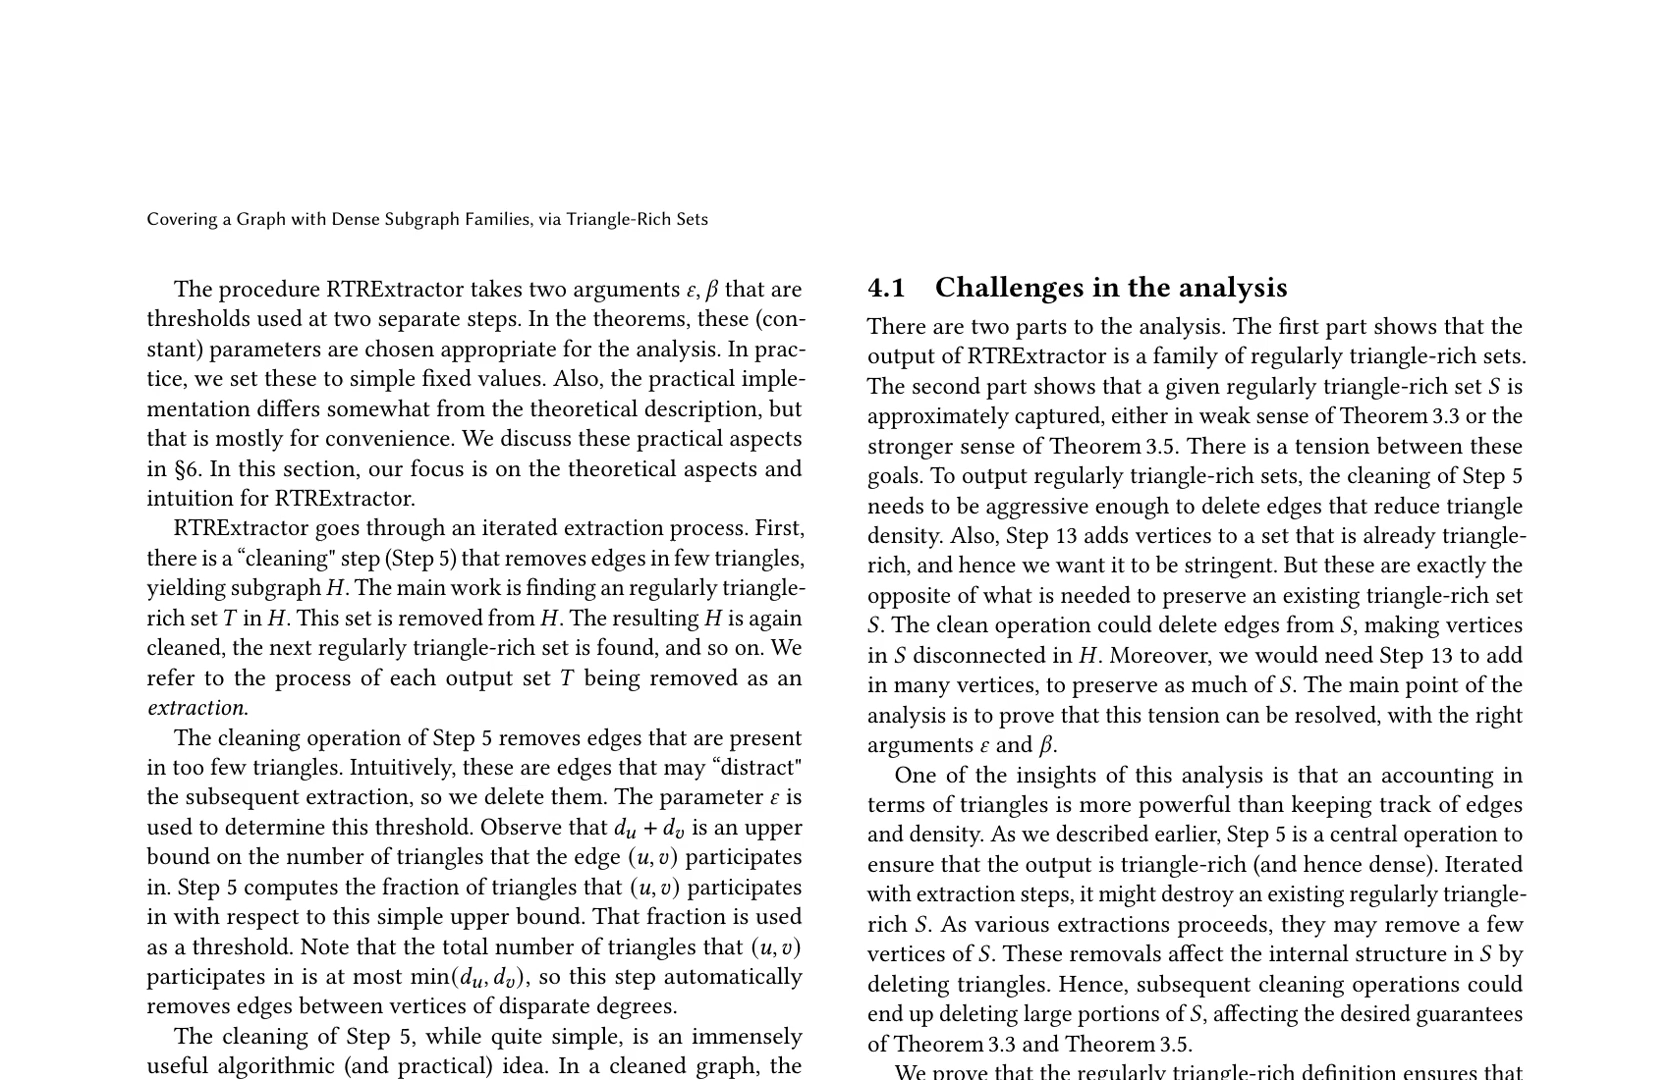 Covering a Graph with Dense Subgraph Families, via Triangle-Rich Sets
The procedure RTRExtractor takes two arguments ε, β that are
thresholds used at two separate steps. In the theorems, these (con-
stant) parameters are chosen appropriate for the analysis. In prac-
tice, we set these to simple fixed values. Also, the practical imple-
mentation differs somewhat from the theoretical description, but
that is mostly for convenience. We discuss these practical aspects
in §6. In this section, our focus is on the theoretical aspects and
intuition for RTRExtractor.
RTRExtractor goes through an iterated extraction process. First,
there is a “cleaning" step (Step 5) that removes edges in few triangles,
yielding subgraph H. The main work is finding an regularly triangle-
rich set T in H. This set is removed from H. The resulting H is again
cleaned, the next regularly triangle-rich set is found, and so on. We
refer to the process of each output set T being removed as an
extraction.
The cleaning operation of Step 5 removes edges that are present
in too few triangles. Intuitively, these are edges that may “distract"
the subsequent extraction, so we delete them. The parameter ε is
used to determine this threshold. Observe that d_u + d_v is an upper
bound on the number of triangles that the edge (u, v) participates
in. Step 5 computes the fraction of triangles that (u, v) participates
in with respect to this simple upper bound. That fraction is used
as a threshold. Note that the total number of triangles that (u, v)
participates in is at most min(d_u, d_v), so this step automatically
removes edges between vertices of disparate degrees.
The cleaning of Step 5, while quite simple, is an immensely
useful algorithmic (and practical) idea. In a cleaned graph, the
4.1 Challenges in the analysis
There are two parts to the analysis. The first part shows that the
output of RTRExtractor is a family of regularly triangle-rich sets.
The second part shows that a given regularly triangle-rich set S is
approximately captured, either in weak sense of Theorem 3.3 or the
stronger sense of Theorem 3.5. There is a tension between these
goals. To output regularly triangle-rich sets, the cleaning of Step 5
needs to be aggressive enough to delete edges that reduce triangle
density. Also, Step 13 adds vertices to a set that is already triangle-
rich, and hence we want it to be stringent. But these are exactly the
opposite of what is needed to preserve an existing triangle-rich set
S. The clean operation could delete edges from S, making vertices
in S disconnected in H. Moreover, we would need Step 13 to add
in many vertices, to preserve as much of S. The main point of the
analysis is to prove that this tension can be resolved, with the right
arguments ε and β.
One of the insights of this analysis is that an accounting in
terms of triangles is more powerful than keeping track of edges
and density. As we described earlier, Step 5 is a central operation to
ensure that the output is triangle-rich (and hence dense). Iterated
with extraction steps, it might destroy an existing regularly triangle-
rich S. As various extractions proceeds, they may remove a few
vertices of S. These removals affect the internal structure in S by
deleting triangles. Hence, subsequent cleaning operations could
end up deleting large portions of S, affecting the desired guarantees
of Theorem 3.3 and Theorem 3.5.
We prove that the regularly triangle-rich definition ensures that